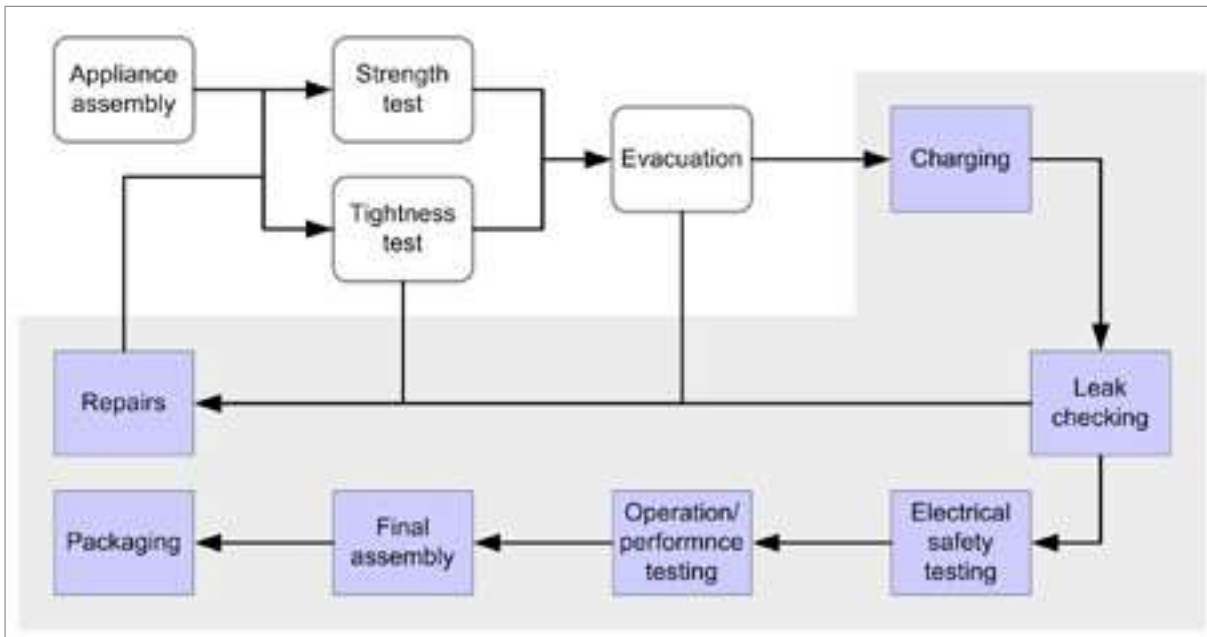 Appliance
assembly
Strength
test
Tightness
test
Evacuation
Charging
Repairs
Leak
checking
Packaging
Final
assembly
Operation/
performnce
testing
Electrical
safety
testing